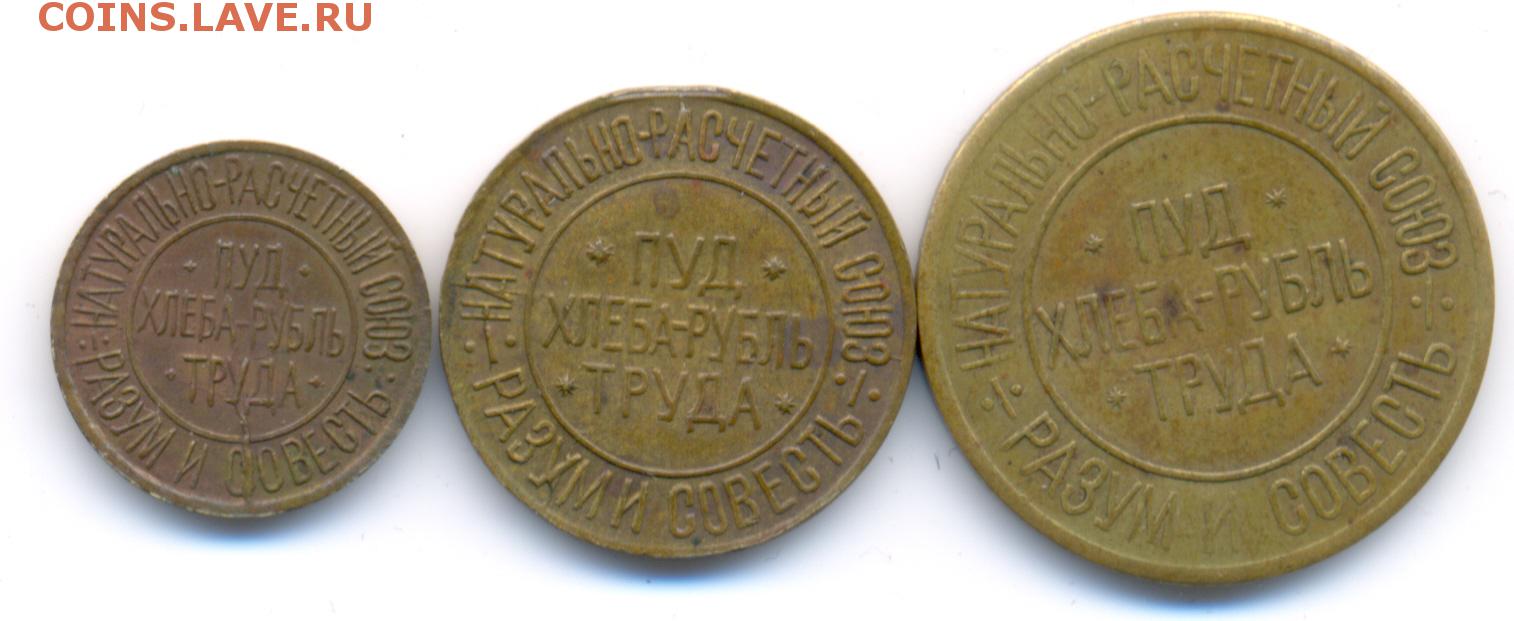 COINS.LAVE.RU
НАТУРАЛЬНО-РАСЧЕТНЫЙ СОЮЗ
РАЗУМ И СОВЕСТЬ
ПУД
ХЛЕБА-РУБЛЬ
ТРУДА
НАТУРАЛЬНО-РАСЧЕТНЫЙ СОЮЗ
РАЗУМ И СОВЕСТЬ
ПУД
ХЛЕБА-РУБЛЬ
ТРУДА
НАТУРАЛЬНО-РАСЧЕТНЫЙ СОЮЗ
РАЗУМ И СОВЕСТЬ
ПУД
ХЛЕБА-РУБЛЬ
ТРУДА